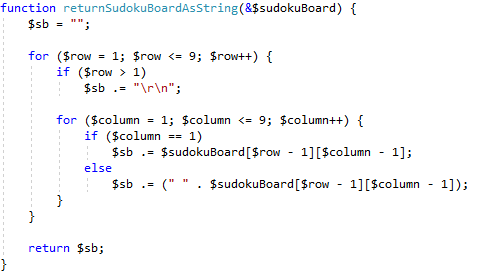 function returnSudokuBoardAsString(&$sudokuBoard) {
    $sb = "";

    for ($row = 1; $row <= 9; $row++) {
        if ($row > 1)
            $sb .= "\r\n";

        for ($column = 1; $column <= 9; $column++) {
            if ($column == 1)
                $sb .= $sudokuBoard[$row - 1][$column - 1];
            else
                $sb .= (" " . $sudokuBoard[$row - 1][$column - 1]);
        }
    }

    return $sb;
}